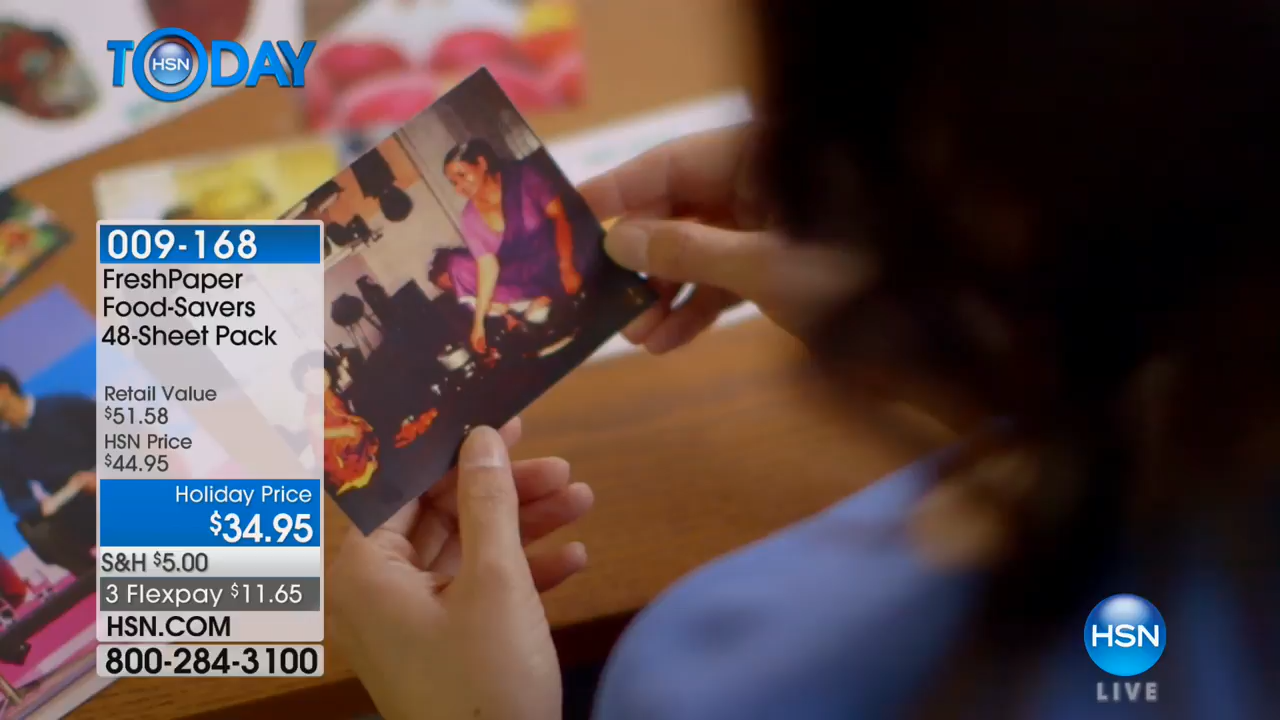 TODAY
HSN
009-168
FreshPaper
Food-Savers
48-Sheet Pack
Retail Value
$51.58
HSN Price
$44.95
Holiday Price
$34.95
S&H $5.00
3 Flexpay $11.65
HSN.COM
800-284-3100
HSN
LIVE